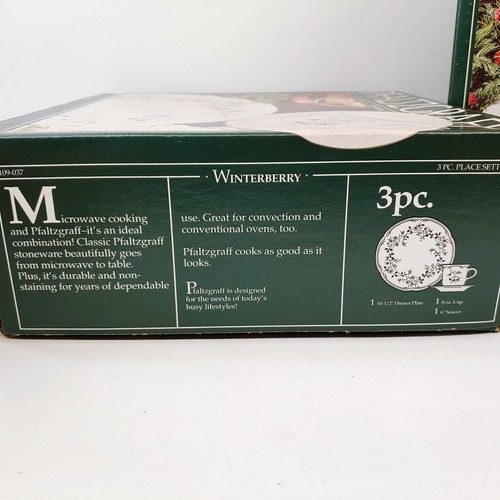 109-037
· WINTERBERRY ·
3 PC. PLACE SETT
Microwave cooking
and Pfaltzgraff–it's an ideal
combination! Classic Pfaltzgraff
stoneware beautifully goes
from microwave to table.
Plus, it's durable and non-
staining for years of dependable
use. Great for convection and
conventional ovens, too.
Pfaltzgraff cooks as good as it
looks.
Pfaltzgraff is designed
for the needs of today's
busy lifestyles!
3pc.
1 10-1/2" Dinner Plate
1 8 oz. Cup
1 6" Saucer